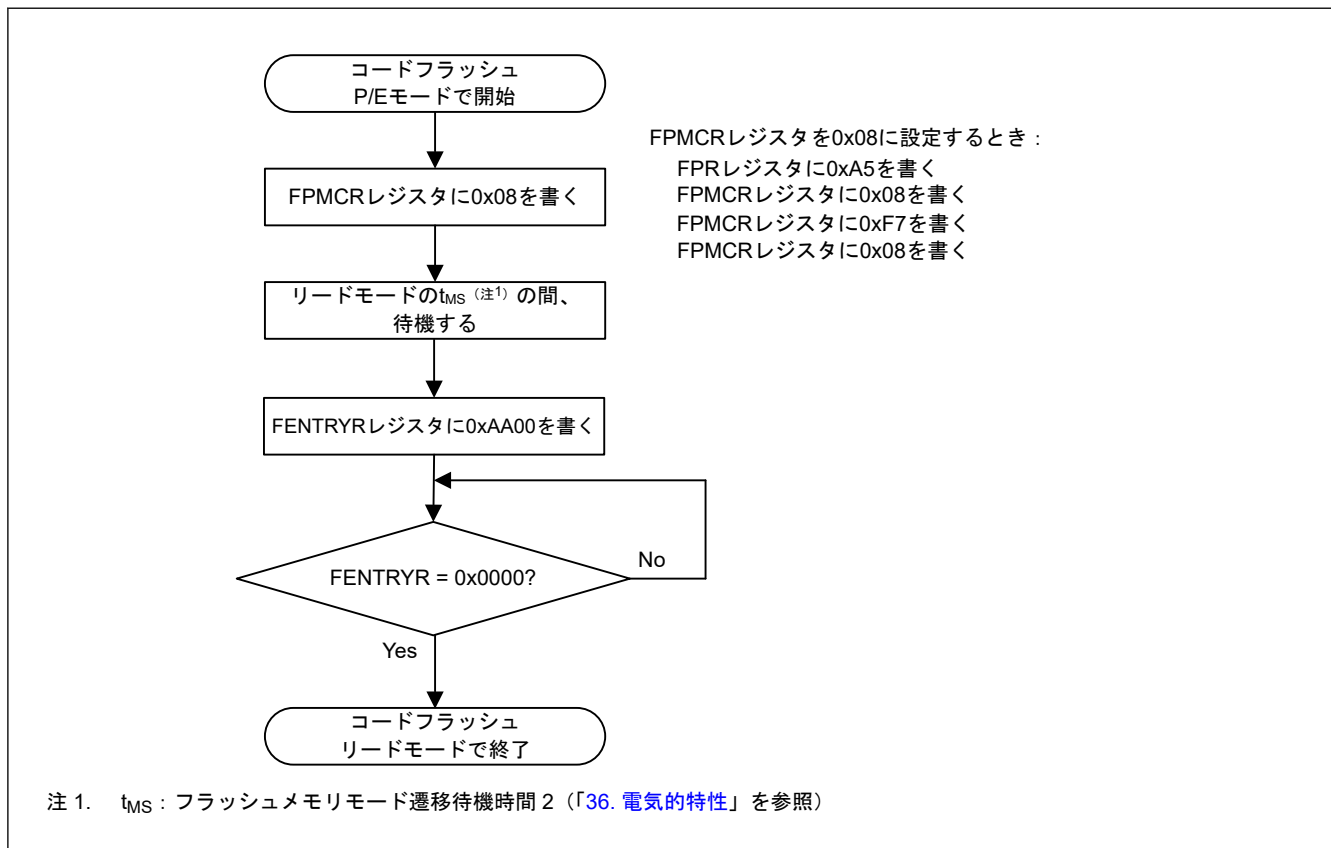 コードフラッシュ
P/Eモードで開始
FPMCRレジスタを0x08に設定するとき：
FPRレジスタに0xA5を書く
FPMCRレジスタに0x08を書く
FPMCRレジスタに0xF7を書く
FPMCRレジスタに0x08を書く
FPMCRレジスタに0x08を書く
リードモードのtMS（注1）の間、
待機する
FENTRYRレジスタに0xAA00を書く
FENTRYR = 0x0000?
No
Yes
コードフラッシュ
リードモードで終了
注 1. tMS：フラッシュメモリモード遷移待機時間 2（「36. 電気的特性」を参照）